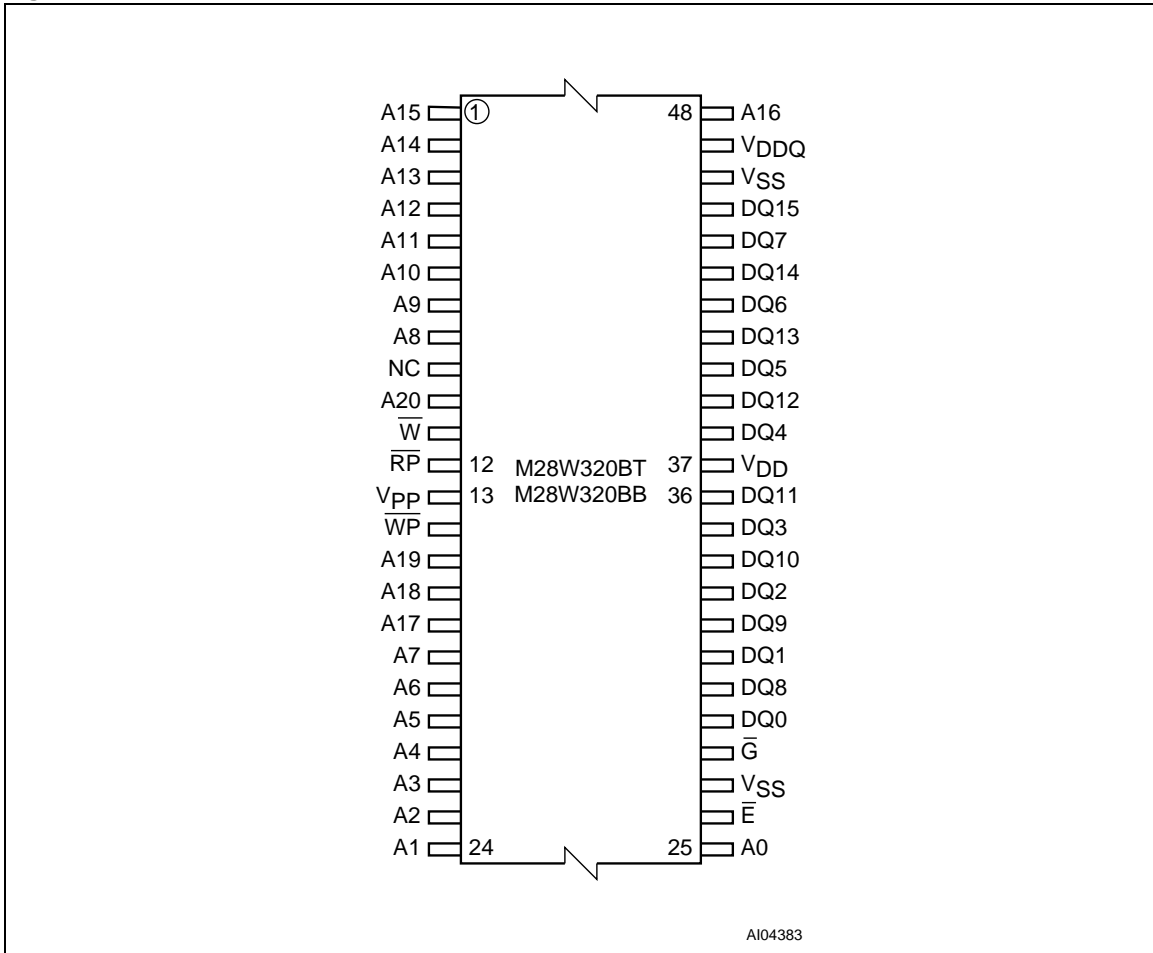 A15 ① 48 A16
A14 VDDQ
A13 VSS
A12 DQ15
A11 DQ7
A10 DQ14
A9 DQ6
A8 DQ13
NC DQ5
A20 DQ12
W̅ DQ4
R̅P̅ 12 M28W320BT 37 VDD
VPP 13 M28W320BB 36 DQ11
W̅P̅ DQ3
A19 DQ10
A18 DQ2
A17 DQ9
A7 DQ1
A6 DQ8
A5 DQ0
A4 G̅
A3 VSS
A2 E̅
A1 24 25 A0
AI04383